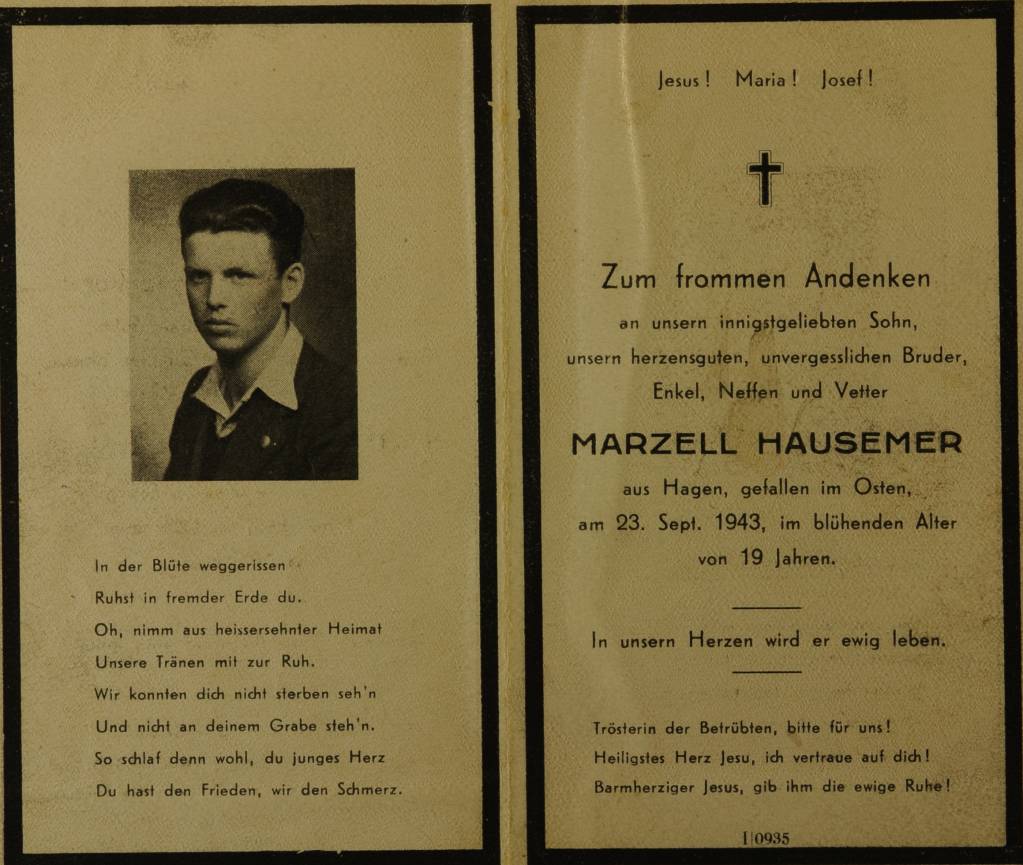 In der Blüte weggerissen
Ruhst in fremder Erde du.
Oh, nimm aus heissersehnter Heimat
Unsere Tränen mit zur Ruh.
Wir konnten dich nicht sterben seh'n
Und nicht an deinem Grabe steh'n.
So schlaf denn wohl, du junges Herz
Du hast den Frieden, wir den Schmerz.
Jesus! Maria! Josef!
Zum frommen Andenken
an unsern innigstgeliebten Sohn,
unsern herzensguten, unvergesslichen Bruder,
Enkel, Neffen und Vetter
MARZELL HAUSEMER
aus Hagen, gefallen im Osten,
am 23. Sept. 1943, im blühenden Alter
von 19 Jahren.
In unsern Herzen wird er ewig leben.
Trösterin der Betrübten, bitte für uns!
Heiligstes Herz Jesu, ich vertraue auf dich!
Barmherziger Jesus, gib ihm die ewige Ruhe!
I/0935